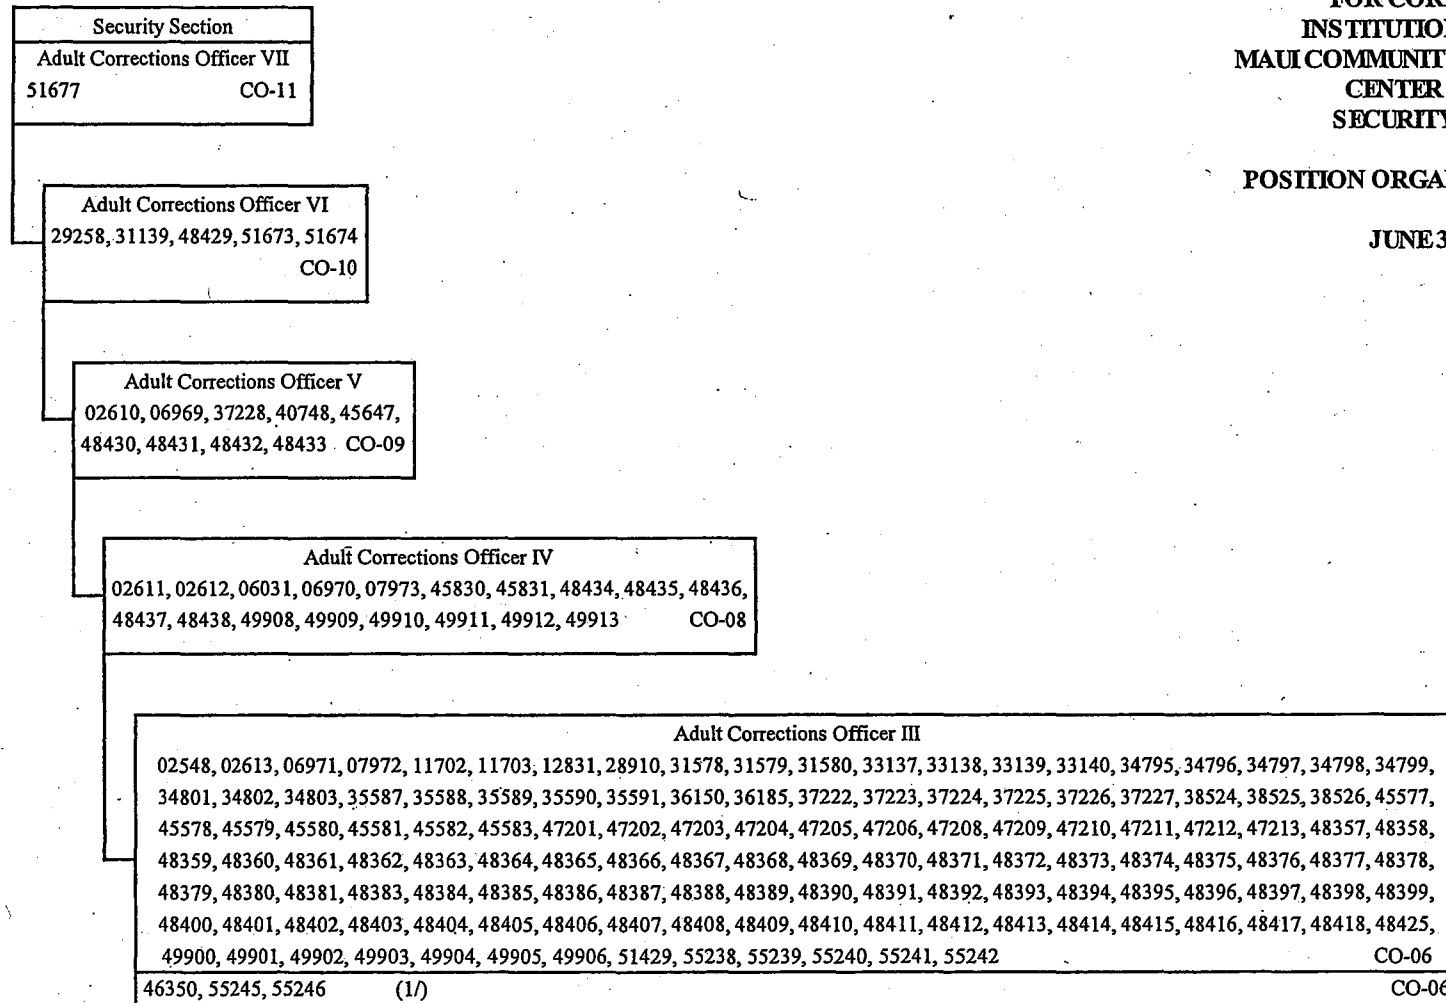 FOR COR
INSTITUTIO
MAUI COMMUNIT
CENTER
SECURITY
POSITION ORGA
JUNE 3
Security Section
Adult Corrections Officer VII
51677 CO-11
Adult Corrections Officer VI
29258, 31139, 48429, 51673, 51674
CO-10
Adult Corrections Officer V
02610, 06969, 37228, 40748, 45647,
48430, 48431, 48432, 48433 CO-09
Adult Corrections Officer IV
02611, 02612, 06031, 06970, 07973, 45830, 45831, 48434, 48435, 48436,
48437, 48438, 49908, 49909, 49910, 49911, 49912, 49913 CO-08
Adult Corrections Officer III
02548, 02613, 06971, 07972, 11702, 11703, 12831, 28910, 31578, 31579, 31580, 33137, 33138, 33139, 33140, 34795, 34796, 34797, 34798, 34799,
34801, 34802, 34803, 35587, 35588, 35589, 35590, 35591, 36150, 36185, 37222, 37223, 37224, 37225, 37226, 37227, 38524, 38525, 38526, 45577,
45578, 45579, 45580, 45581, 45582, 45583, 47201, 47202, 47203, 47204, 47205, 47206, 47208, 47209, 47210, 47211, 47212, 47213, 48357, 48358,
48359, 48360, 48361, 48362, 48363, 48364, 48365, 48366, 48367, 48368, 48369, 48370, 48371, 48372, 48373, 48374, 48375, 48376, 48377, 48378,
48379, 48380, 48381, 48383, 48384, 48385, 48386, 48387, 48388, 48389, 48390, 48391, 48392, 48393, 48394, 48395, 48396, 48397, 48398, 48399,
48400, 48401, 48402, 48403, 48404, 48405, 48406, 48407, 48408, 48409, 48410, 48411, 48412, 48413, 48414, 48415, 48416, 48417, 48418, 48425,
49900, 49901, 49902, 49903, 49904, 49905, 49906, 51429, 55238, 55239, 55240, 55241, 55242 CO-06
46350, 55245, 55246 (1/) CO-06